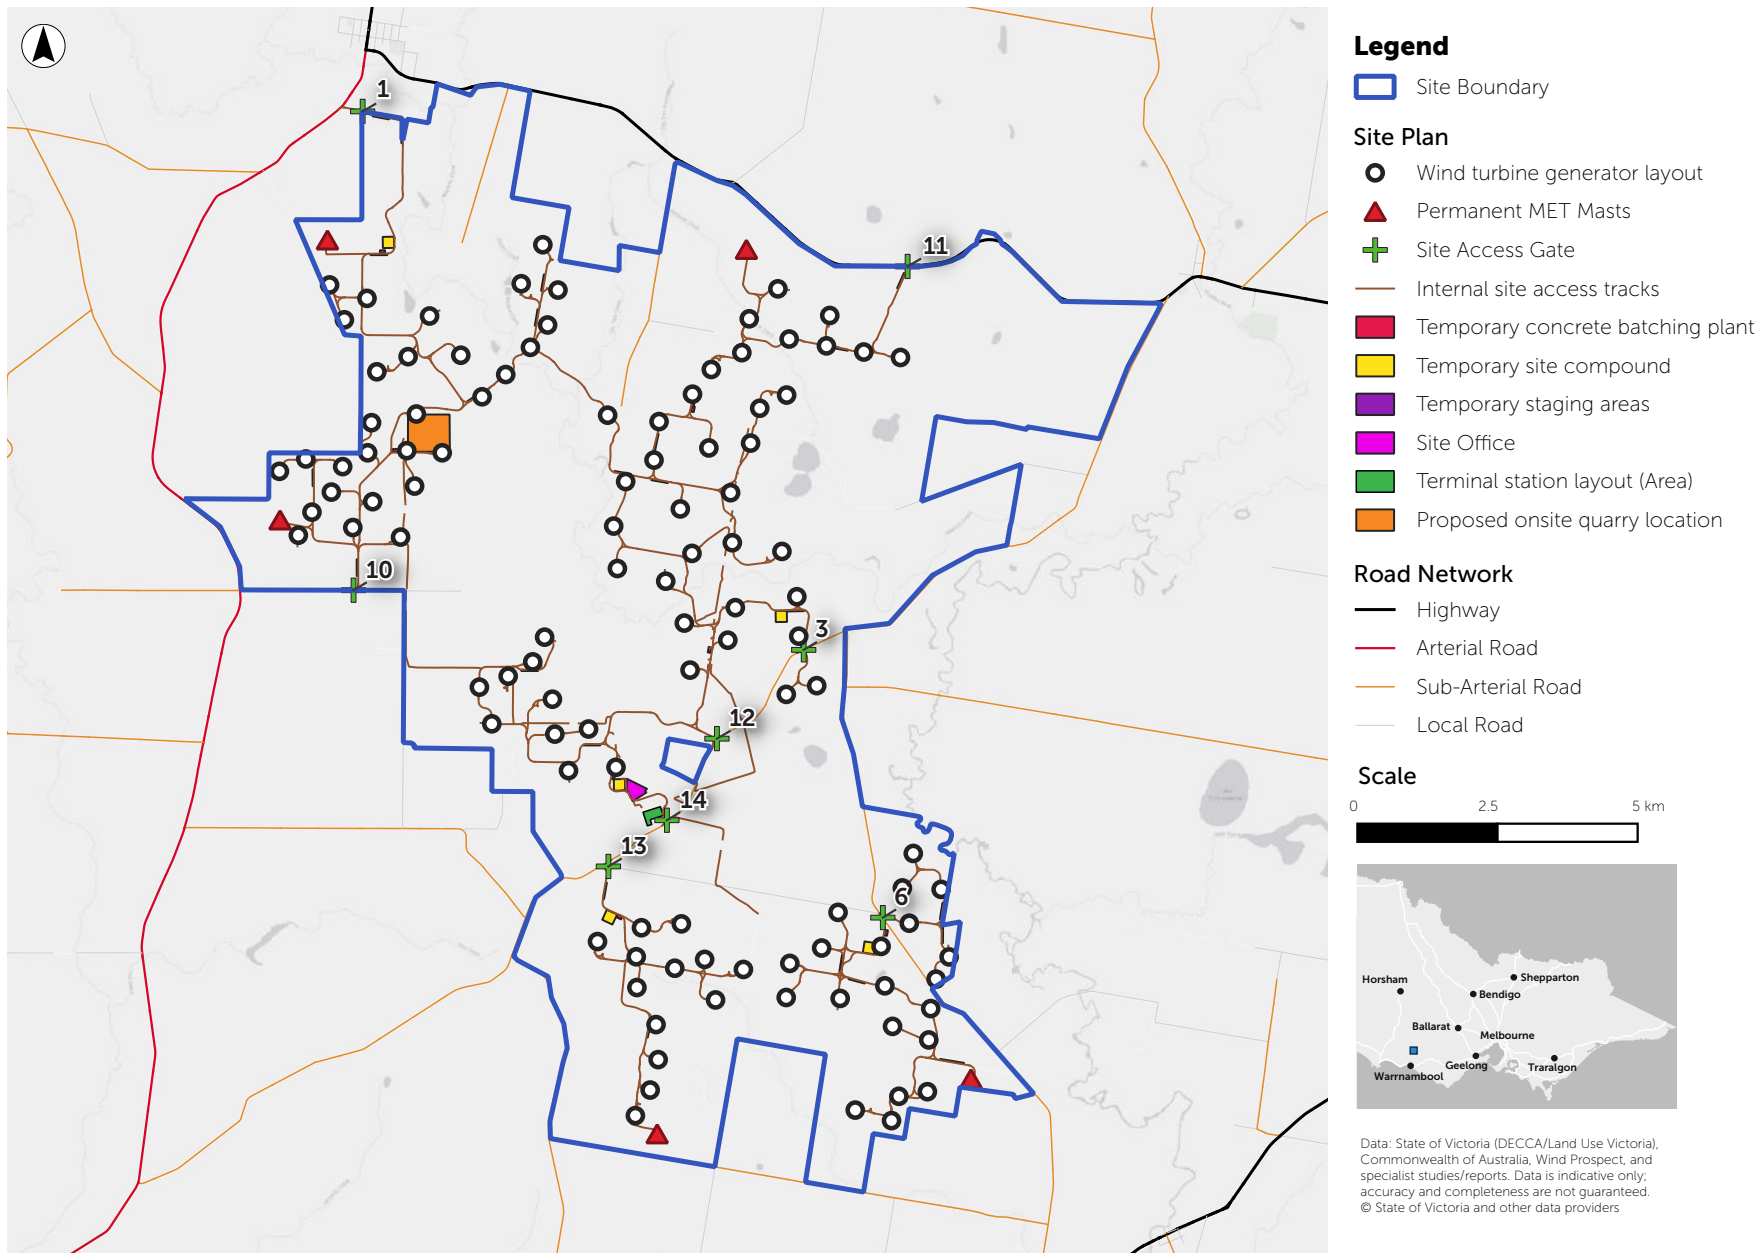 1
11
10
3
12
14
13
6
Legend
Site Boundary
Site Plan
Wind turbine generator layout
Permanent MET Masts
Site Access Gate
Internal site access tracks
Temporary concrete batching plant
Temporary site compound
Temporary staging areas
Site Office
Terminal station layout (Area)
Proposed onsite quarry location
Road Network
Highway
Arterial Road
Sub-Arterial Road
Local Road
Scale
0 2.5 5 km
Horsham
Shepparton
Bendigo
Ballarat
Melbourne
Geelong
Traralgon
Warrnambool
Data: State of Victoria (DECCA/Land Use Victoria),
Commonwealth of Australia, Wind Prospect, and
specialist studies/reports. Data is indicative only;
accuracy and completeness are not guaranteed.
© State of Victoria and other data providers